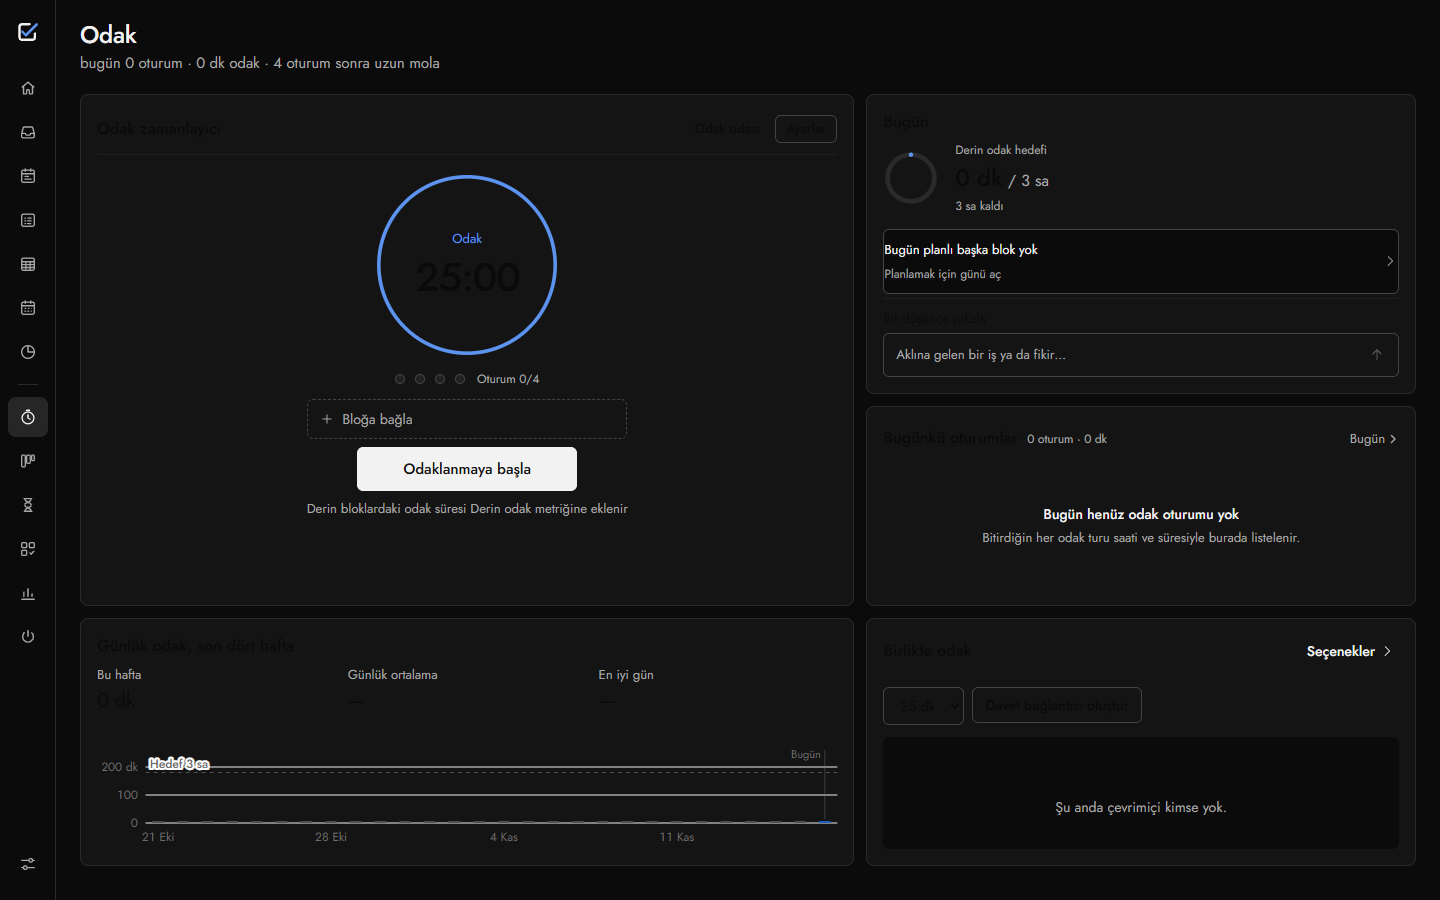 Odak
bugün 0 oturum · 0 dk odak · 4 oturum sonra uzun mola
Odak zamanlayıcı
Odak odası
Ayarlar
Odak
25:00
Oturum 0/4
+ Bloğa bağla
Odaklanmaya başla
Derin bloklardaki odak süresi Derin odak metriğine eklenir
Bugün
Derin odak hedefi
0 dk / 3 sa
3 sa kaldı
Bugün planlı başka blok yok
Planlamak için günü aç
Bir düşünce yakala
Aklına gelen bir iş ya da fikir...
Bugünkü oturumlar 0 oturum · 0 dk
Bugün
Bugün henüz odak oturumu yok
Bitirdiğin her odak turu saati ve süresiyle burada listelenir.
Günlük odak, son dört hafta
Bu hafta
0 dk
Günlük ortalama
—
En iyi gün
—
Bugün
200 dk
Hedef 3 sa
100
0
21 Eki
28 Eki
4 Kas
11 Kas
Birlikte odak
Seçenekler
25 dk
Davet bağlantısı oluştur
Şu anda çevrimiçi kimse yok.